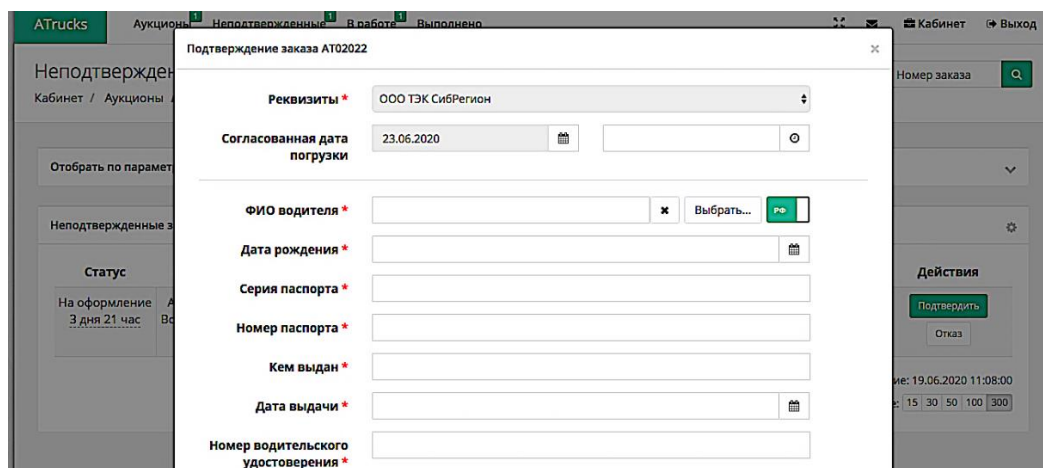 ATrucks Аукционы 1 Неподтвержденные 1 В работе 1 Выполнено Кабинет Выход
Подтверждение заказа AT02022
Неподтвержден
Номер заказа
Кабинет / Аукционы
Реквизиты * ООО ТЭК СибРегион
Согласованная дата погрузки 23.06.2020
Отобрать по парамет
ФИО водителя * Выбрать... РФ
Неподтвержденные з
Дата рождения *
Статус Действия
Серия паспорта *
На оформление
3 дня 21 час
Подтвердить
Номер паспорта *
Отказ
Кем выдан *
ие: 19.06.2020 11:08:00
Дата выдачи *
15 30 50 100 300
Номер водительского
удостоверения *